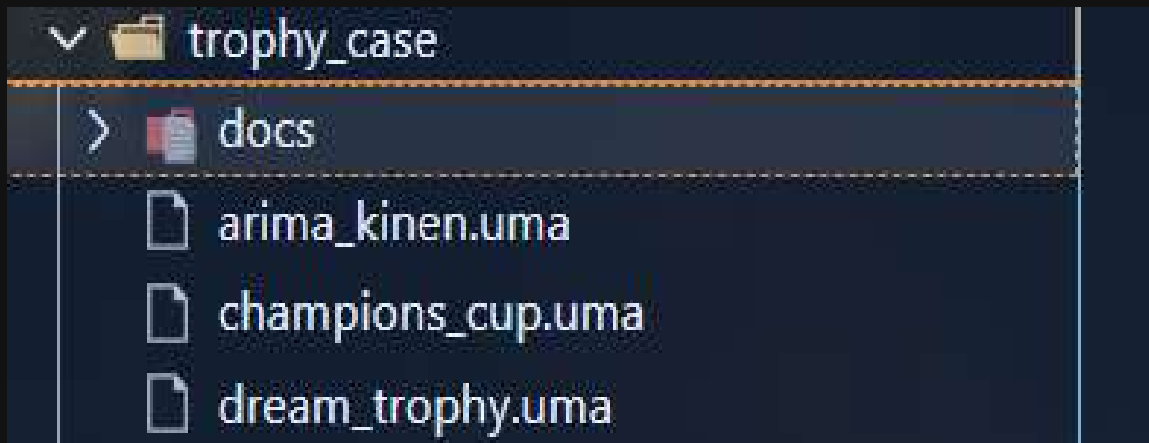 trophy_case
docs
arima_kinen.uma
champions_cup.uma
dream_trophy.uma